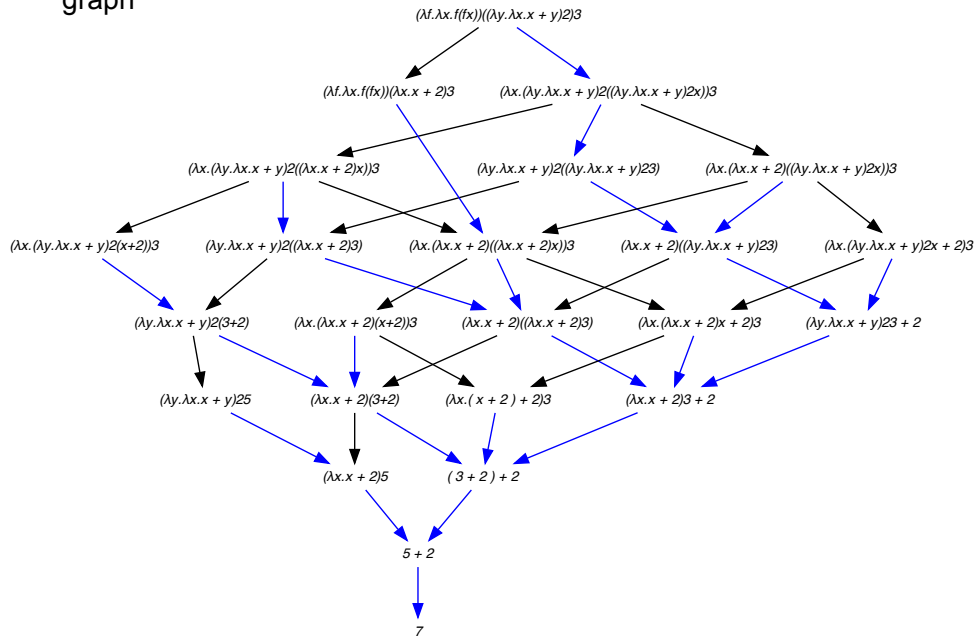 graph
(λf.λx.f(fx))((λy.λx.x + y)2)3
(λf.λx.f(fx))(λx.x + 2)3 (λx.(λy.λx.x + y)2((λy.λx.x + y)2x))3
(λx.(λy.λx.x + y)2((λx.x + 2)x))3 (λy.λx.x + y)2((λy.λx.x + y)23) (λx.(λx.x + 2)((λy.λx.x + y)2x))3
(λx.(λy.λx.x + y)2(x+2))3 (λy.λx.x + y)2((λx.x + 2)3) (λx.(λx.x + 2)((λx.x + 2)x))3 (λx.x + 2)((λy.λx.x + y)23) (λx.(λy.λx.x + y)2x + 2)3
(λy.λx.x + y)2(3+2) (λx.(λx.x + 2)(x+2))3 (λx.x + 2)((λx.x + 2)3) (λx.(λx.x + 2)x + 2)3 (λy.λx.x + y)23 + 2
(λy.λx.x + y)25 (λx.x + 2)(3+2) (λx.( x + 2 ) + 2)3 (λx.x + 2)3 + 2
(λx.x + 2)5 ( 3 + 2 ) + 2
5 + 2
7